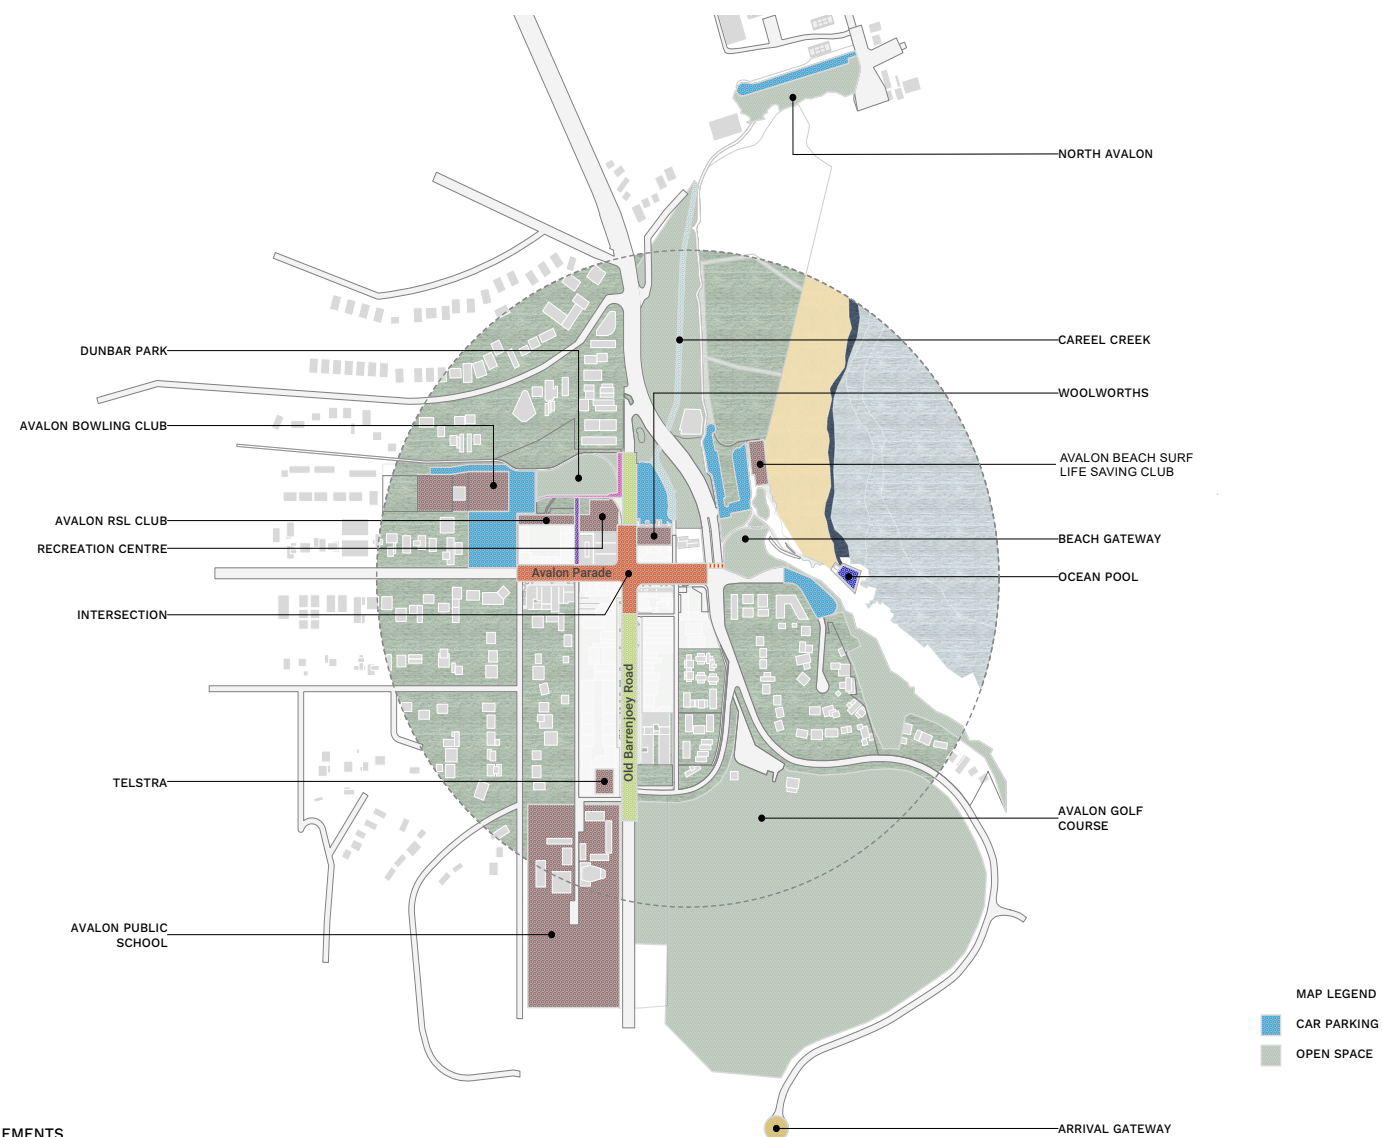 NORTH AVALON
CAREEL CREEK
DUNBAR PARK
WOOLWORTHS
AVALON BOWLING CLUB
AVALON BEACH SURF
LIFE SAVING CLUB
AVALON RSL CLUB
BEACH GATEWAY
RECREATION CENTRE
Avalon Parade
OCEAN POOL
INTERSECTION
Old Barrenjoey Road
TELSTRA
AVALON GOLF
COURSE
AVALON PUBLIC
SCHOOL
MAP LEGEND
CAR PARKING
OPEN SPACE
ARRIVAL GATEWAY
EMENTS